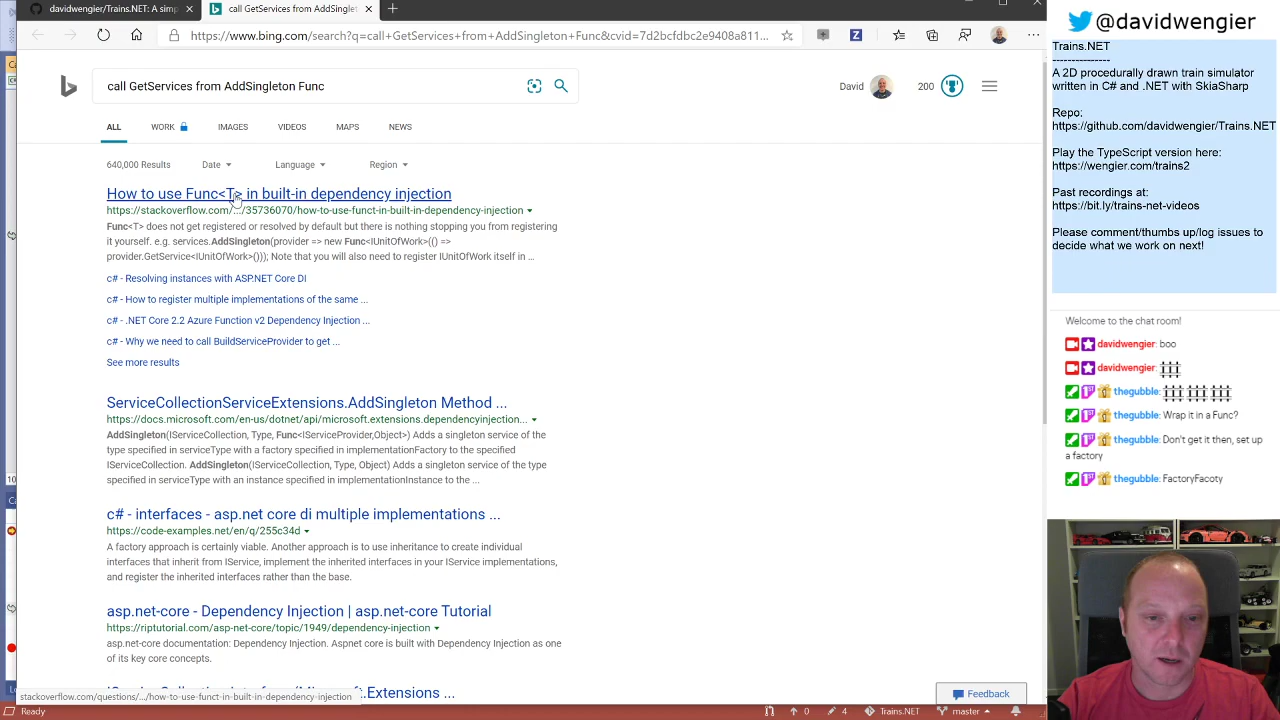 davidwengier/Trains.NET: A simp
call GetServices from AddSinglet
https://www.bing.com/search?q=call+GetServices+from+AddSingleton+Func&cvid=7d2bcfdbc2e9408a811...
call GetServices from AddSingleton Func
David
200
ALL
WORK
IMAGES
VIDEOS
MAPS
NEWS
640,000 Results
Date
Language
Region
How to use Func<T> in built-in dependency injection
https://stackoverflow.com/.../35736070/how-to-use-funct-in-built-in-dependency-injection
Func<T> does not get registered or resolved by default but there is nothing stopping you from registering
it yourself. e.g. services.AddSingleton(provider => new Func<IUnitOfWork>(() =>
provider.GetService<IUnitOfWork>())); Note that you will also need to register IUnitOfWork itself in ...
c# - Resolving instances with ASP.NET Core DI
c# - How to register multiple implementations of the same ...
c# - .NET Core 2.2 Azure Function v2 Dependency Injection ...
c# - Why we need to call BuildServiceProvider to get ...
See more results
ServiceCollectionServiceExtensions.AddSingleton Method ...
https://docs.microsoft.com/en-us/dotnet/api/microsoft.extensions.dependencyinjection...
AddSingleton(IServiceCollection, Type, Func<IServiceProvider,Object>) Adds a singleton service of the
type specified in serviceType with a factory specified in implementationFactory to the specified
IServiceCollection. AddSingleton(IServiceCollection, Type, Object) Adds a singleton service of the type
specified in serviceType with an instance specified in implementationInstance to the ...
c# - interfaces - asp.net core di multiple implementations ...
https://code-examples.net/en/q/255c34d
A factory approach is certainly viable. Another approach is to use inheritance to create individual
interfaces that inherit from IService, implement the inherited interfaces in your IService implementations,
and register the inherited interfaces rather than the base.
asp.net-core - Dependency Injection | asp.net-core Tutorial
https://riptutorial.com/asp-net-core/topic/1949/dependency-injection
asp.net-core documentation: Dependency Injection. Aspnet core is built with Dependency Injection as one
of its key core concepts.
.Extensions ...
stackoverflow.com/questions/.../how-to-use-funct-in-built-in-dependency-injection
Feedback
Ready
0
4
Trains.NET
master
@davidwengier
Trains.NET
---------------
A 2D procedurally drawn train simulator
written in C# and .NET with SkiaSharp
Repo:
https://github.com/davidwengier/Trains.NET
Play the TypeScript version here:
https://wengier.com/trains2
Past recordings at:
https://bit.ly/trains-net-videos
Please comment/thumbs up/log issues to
decide what we work on next!
Welcome to the chat room!
davidwengier: boo
davidwengier:
thegubble:
thegubble: Wrap it in a Func?
thegubble: Don't get it then, set up
a factory
thegubble: FactoryFacoty